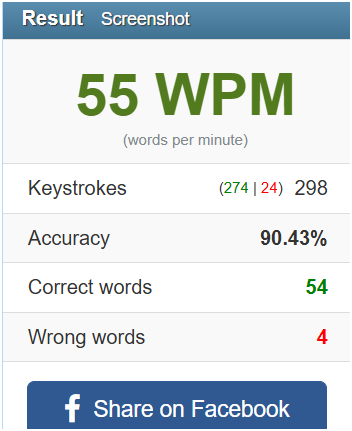 Result Screenshot
55 WPM
(words per minute)
Keystrokes (274 | 24) 298
Accuracy 90.43%
Correct words 54
Wrong words 4
Share on Facebook